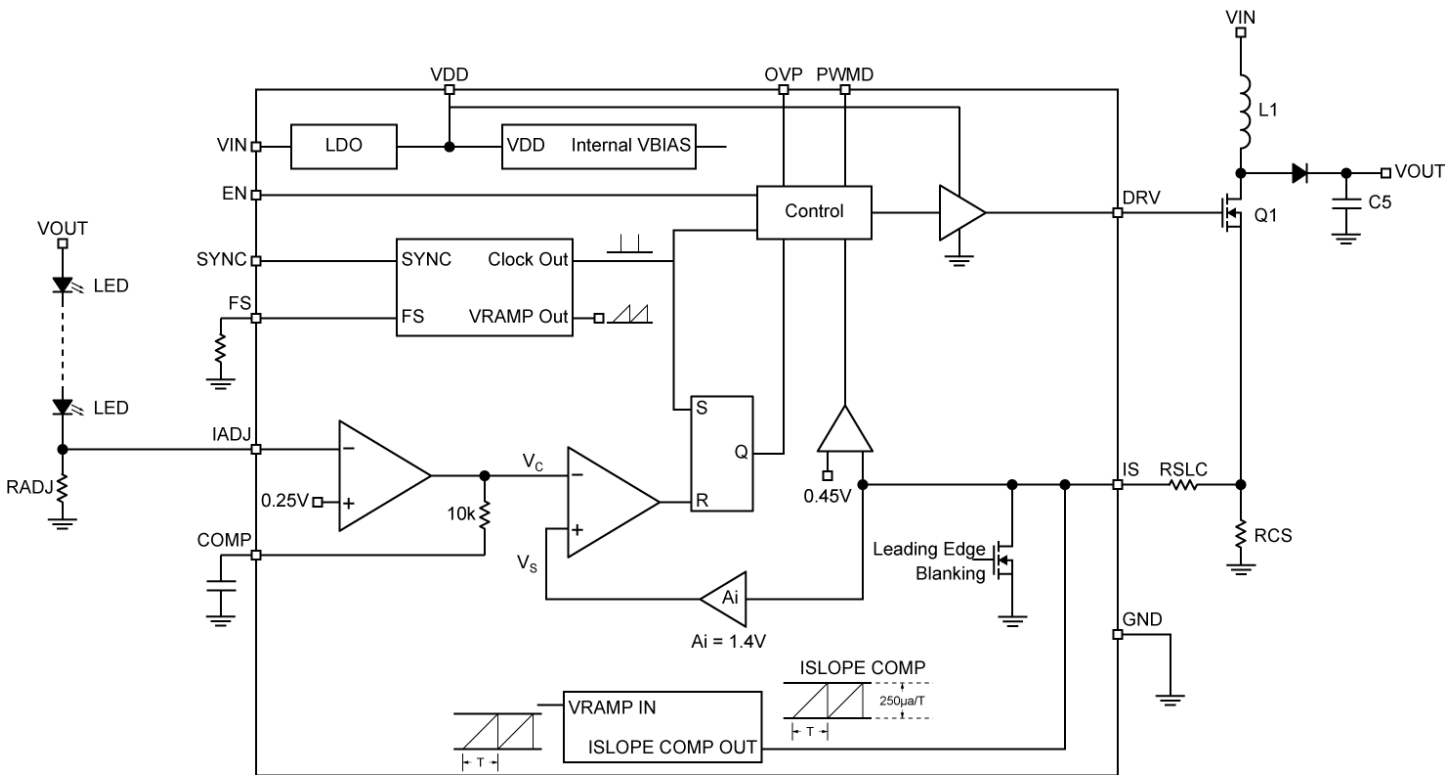 VIN
VDD
OVP
PWMD
L1
VIN
LDO
VDD
Internal VBIAS
VOUT
EN
Control
DRV
Q1
C5
VOUT
LED
SYNC
SYNC
Clock Out
FS
FS
VRAMP Out
LED
IADJ
S
Q
R
RADJ
0.25V
VC
10k
0.45V
IS
RSLC
COMP
VS
Leading Edge
Blanking
RCS
Ai
Ai = 1.4V
GND
ISLOPE COMP
250µa/T
T
VRAMP IN
ISLOPE COMP OUT
T